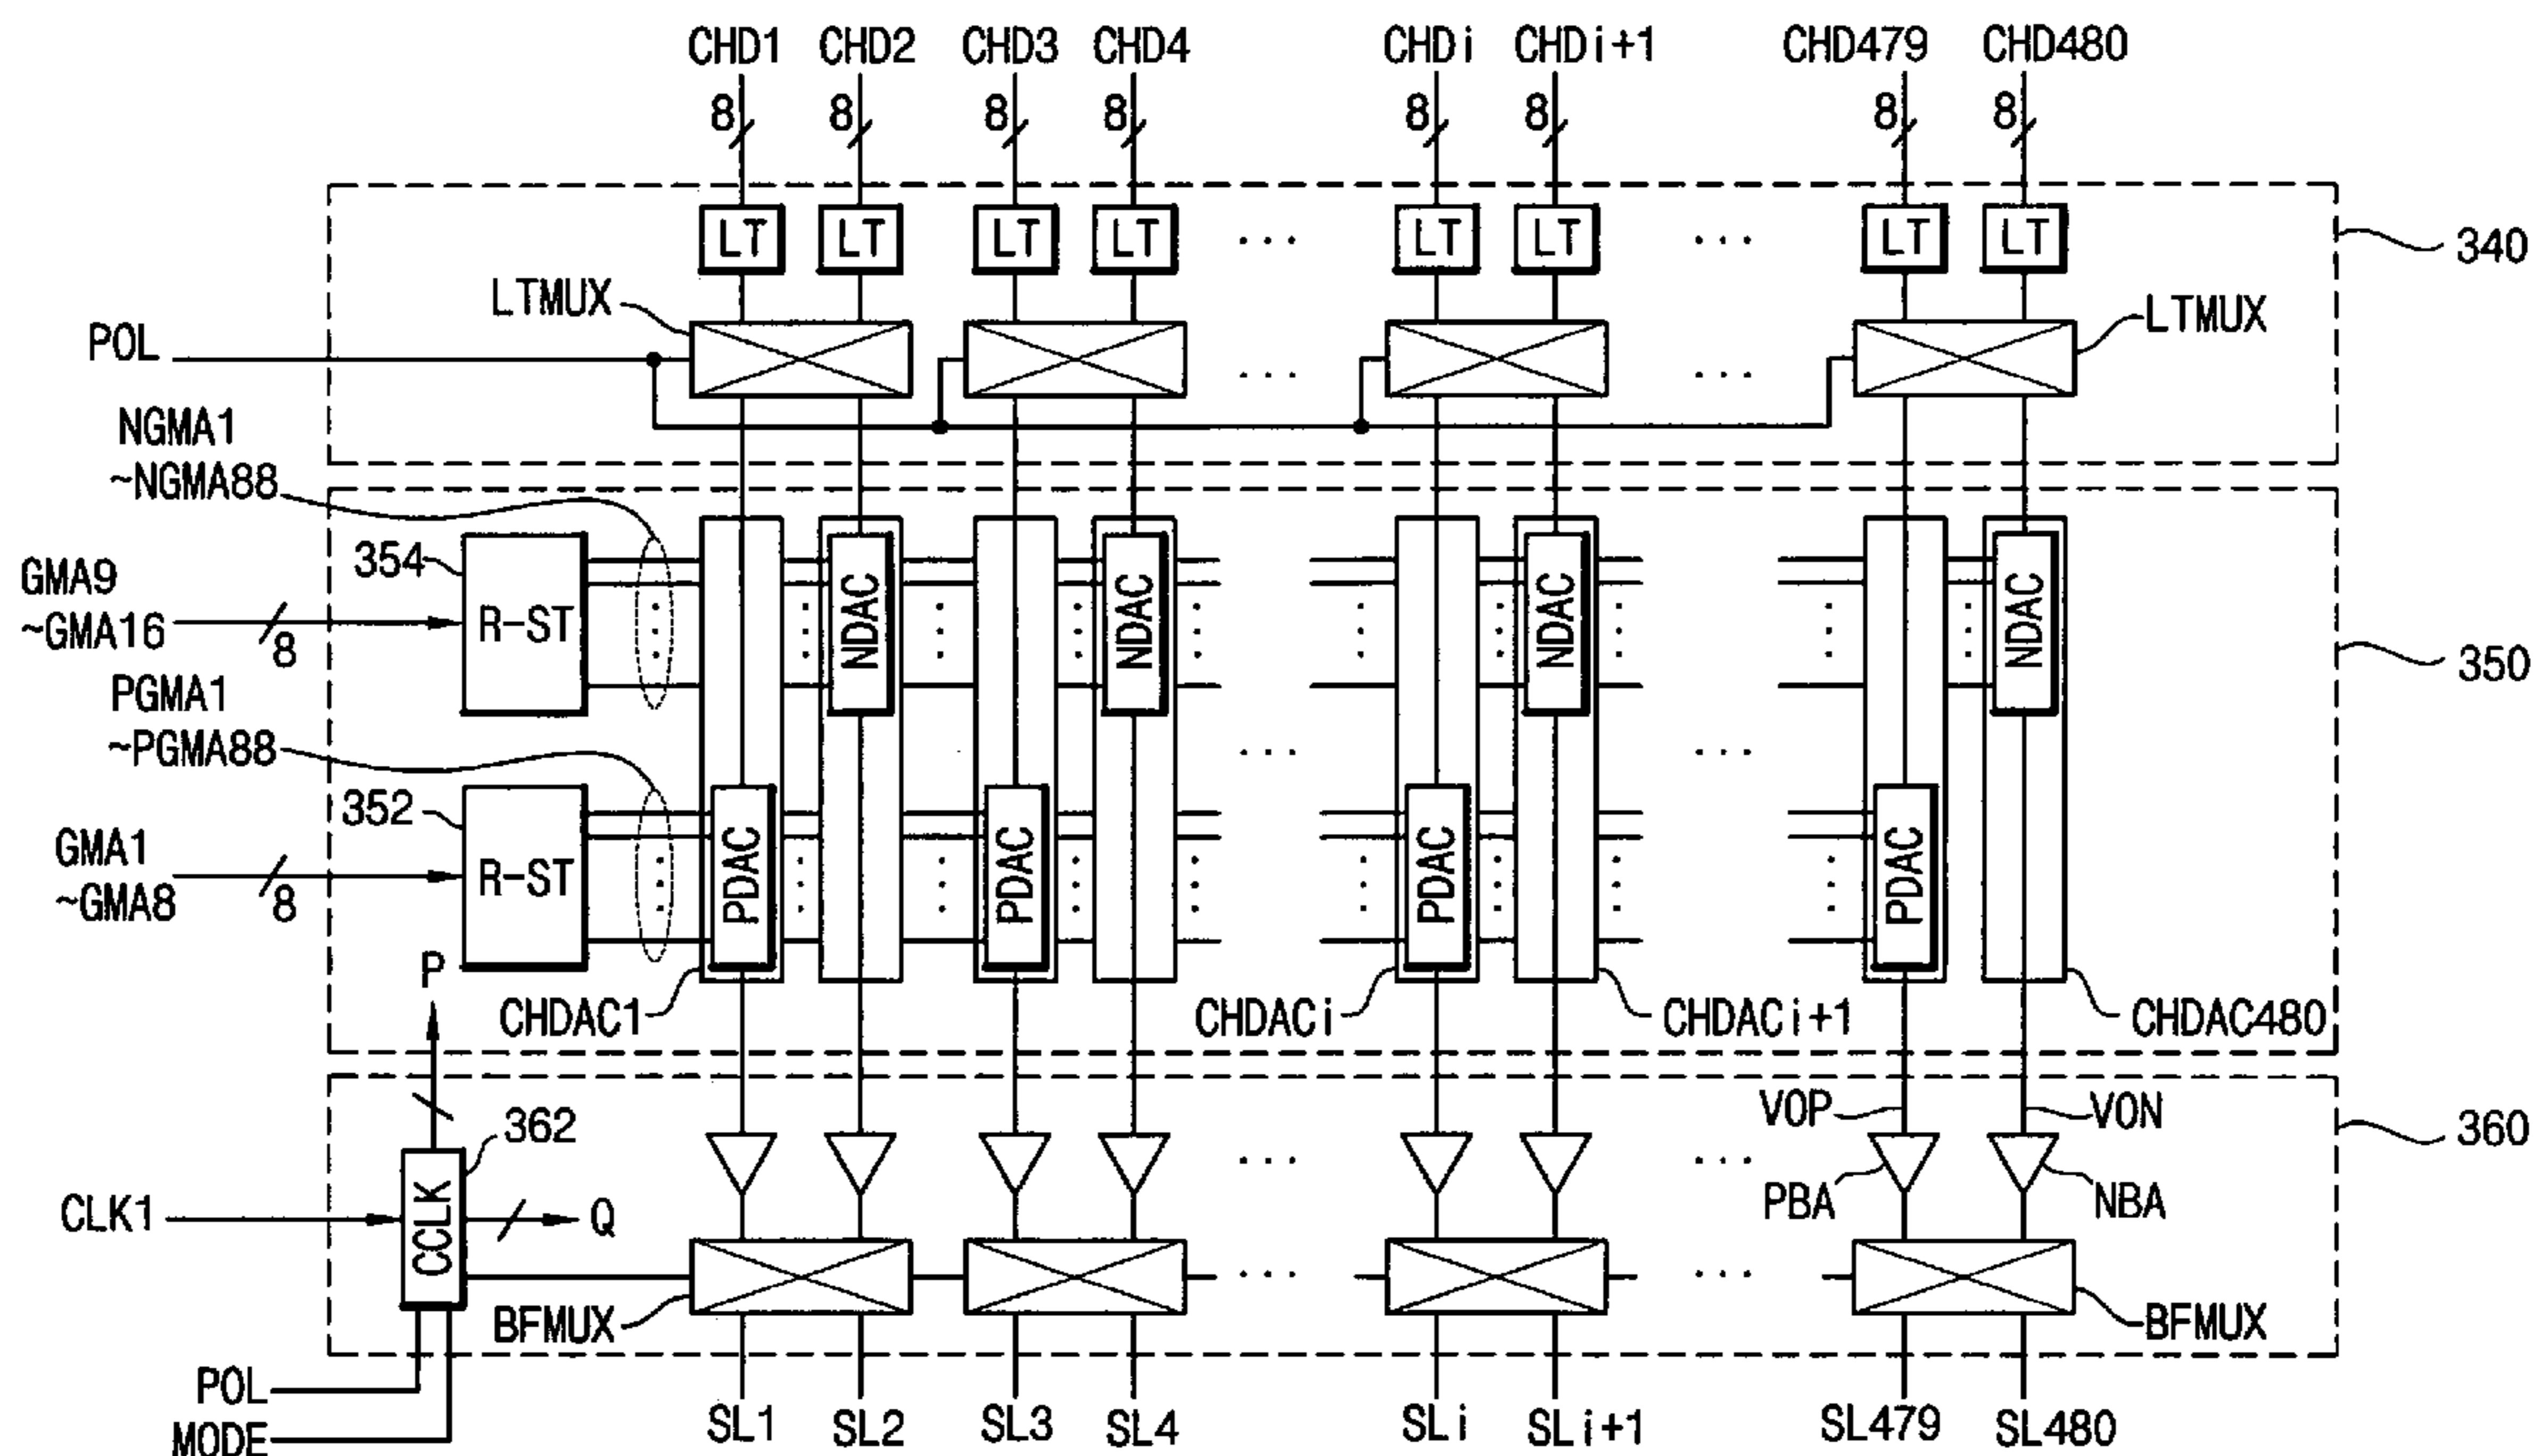 CHD1 CHD2 CHD3 CHD4 CHDi CHDi+1 CHD479 CHD480
8 8 8 8 8 8 8 8
LT LT LT LT ... LT LT ... LT LT
340
LTMUX
LTMUX
POL
... ...
NGMA1
~NGMA88
354
GMA9
~GMA16
8
R-ST
NDAC NDAC NDAC NDAC
350
PGMA1
~PGMA88
... ...
352
GMA1
~GMA8
8
R-ST
PDAC PDAC PDAC PDAC
P
CHDAC1 CHDACi CHDACi+1 CHDAC480
362
VOP VON
360
... ...
CLK1
CCLK
Q
PBA NBA
... ...
BFMUX
BFMUX
POL
MODE
SL1 SL2 SL3 SL4 SLi SLi+1 SL479 SL480